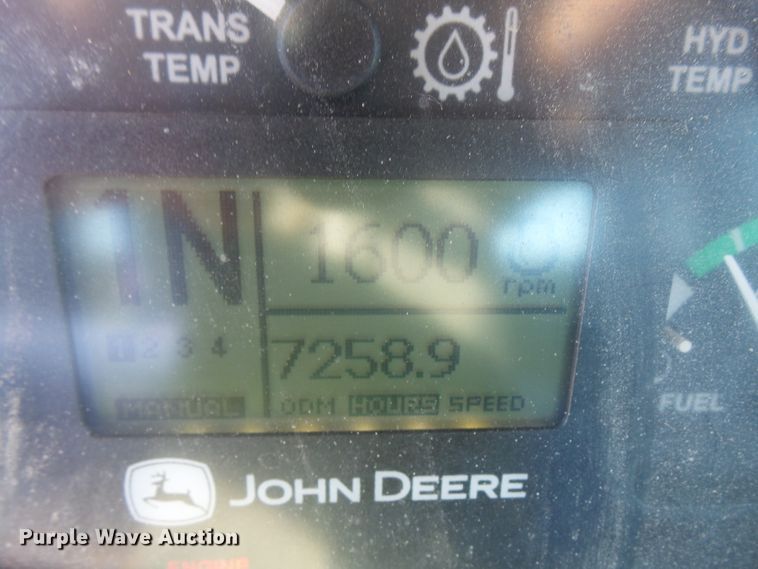 TRANS
TEMP
HYD
TEMP
1N
1600
rpm
1 2 3 4
7258.9
MANUAL
ODM HOURS SPEED
FUEL
JOHN DEERE
Purple Wave Auction
ENGINE